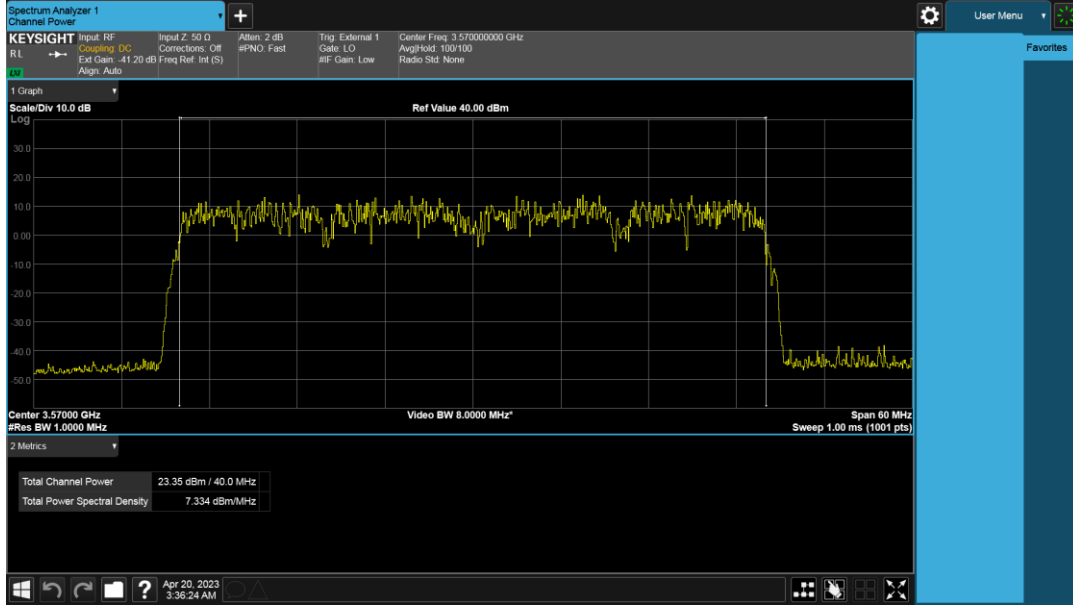 Spectrum Analyzer 1
Channel Power
+
User Menu
Favorites
KEYSIGHT
RL
LXI
Input: RF
Coupling: DC
Ext Gain: -41.20 dB
Align: Auto
Input Z: 50 Ω
Corrections: Off
Freq Ref: Int (S)
Atten: 2 dB
#PNO: Fast
Trig: External 1
Gate: LO
#IF Gain: Low
Center Freq: 3.570000000 GHz
Avg|Hold: 100/100
Radio Std: None
1 Graph
Scale/Div 10.0 dB
Ref Value 40.00 dBm
Log
30.0
20.0
10.0
0.00
-10.0
-20.0
-30.0
-40.0
-50.0
Center 3.57000 GHz
Video BW 8.0000 MHz*
Span 60 MHz
#Res BW 1.0000 MHz
Sweep 1.00 ms (1001 pts)
2 Metrics
Total Channel Power 23.35 dBm / 40.0 MHz
Total Power Spectral Density 7.334 dBm/MHz
?
Apr 20, 2023
3:36:24 AM